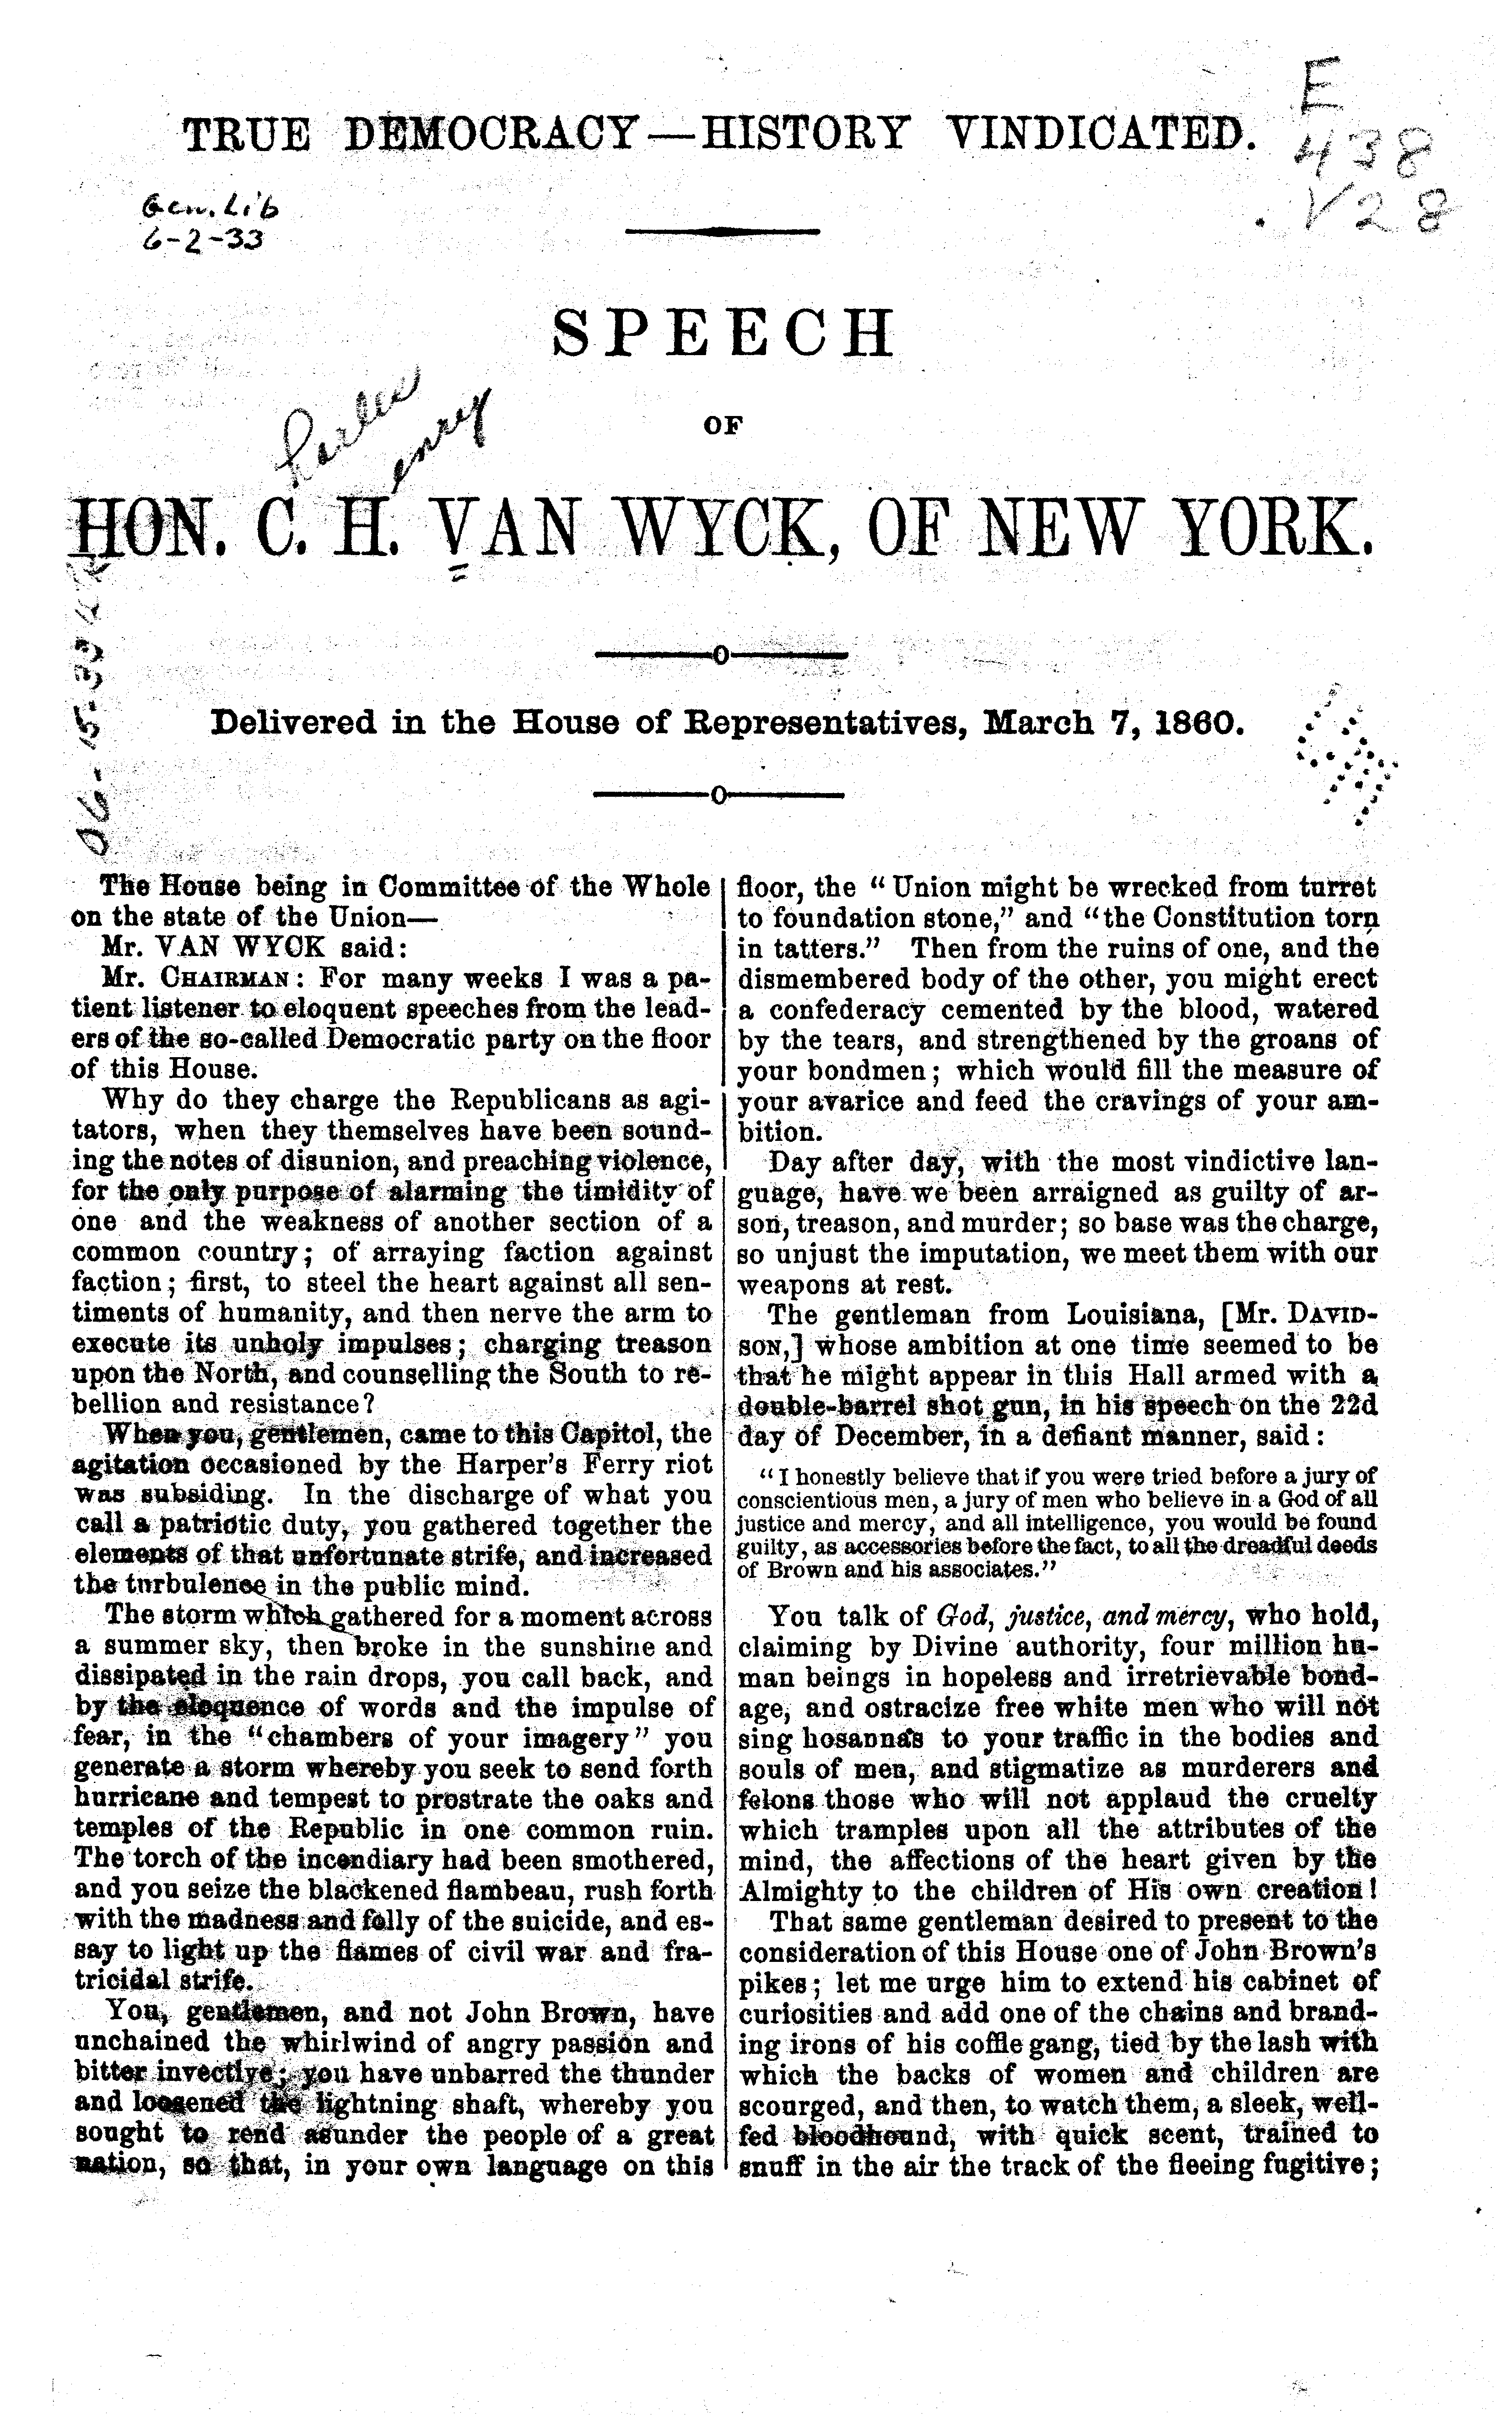 TRUE DEMOCRACY—HISTORY VINDICATED.
E
438
.V28
Gen. Lib
6-2-33
SPEECH
OF
HON. C. H. VAN WYCK, OF NEW YORK.
Delivered in the House of Representatives, March 7, 1860.
The House being in Committee of the Whole
on the state of the Union—
Mr. VAN WYCK said:
Mr. CHAIRMAN: For many weeks I was a pa-
tient listener to eloquent speeches from the lead-
ers of the so-called Democratic party on the floor
of this House.
Why do they charge the Republicans as agi-
tators, when they themselves have been sound-
ing the notes of disunion, and preaching violence,
for the only purpose of alarming the timidity of
one and the weakness of another section of a
common country; of arraying faction against
faction; first, to steel the heart against all sen-
timents of humanity, and then nerve the arm to
execute its unholy impulses; charging treason
upon the North, and counselling the South to re-
bellion and resistance?
When you, gentlemen, came to this Capitol, the
agitation occasioned by the Harper's Ferry riot
was subsiding. In the discharge of what you
call a patriotic duty, you gathered together the
elements of that unfortunate strife, and increased
the turbulence in the public mind.
The storm which gathered for a moment across
a summer sky, then broke in the sunshine and
dissipated in the rain drops, you call back, and
by the eloquence of words and the impulse of
fear, in the "chambers of your imagery" you
generate a storm whereby you seek to send forth
hurricane and tempest to prostrate the oaks and
temples of the Republic in one common ruin.
The torch of the incendiary had been smothered,
and you seize the blackened flambeau, rush forth
with the madness and folly of the suicide, and es-
say to light up the flames of civil war and fra-
tricidal strife.
You, gentlemen, and not John Brown, have
unchained the whirlwind of angry passion and
bitter invective; you have unbarred the thunder
and loosened the lightning shaft, whereby you
sought to rend asunder the people of a great
nation, so that, in your own language on this
floor, the "Union might be wrecked from turret
to foundation stone," and "the Constitution torn
in tatters." Then from the ruins of one, and the
dismembered body of the other, you might erect
a confederacy cemented by the blood, watered
by the tears, and strengthened by the groans of
your bondmen; which would fill the measure of
your avarice and feed the cravings of your am-
bition.
Day after day, with the most vindictive lan-
guage, have we been arraigned as guilty of ar-
son, treason, and murder; so base was the charge,
so unjust the imputation, we meet them with our
weapons at rest.
The gentleman from Louisiana, [Mr. DAVID-
SON,] whose ambition at one time seemed to be
that he might appear in this Hall armed with a
double-barrel shot gun, in his speech on the 22d
day of December, in a defiant manner, said:
"I honestly believe that if you were tried before a jury of
conscientious men, a jury of men who believe in a God of all
justice and mercy, and all intelligence, you would be found
guilty, as accessories before the fact, to all the dreadful deeds
of Brown and his associates."
You talk of God, justice, and mercy, who hold,
claiming by Divine authority, four million hu-
man beings in hopeless and irretrievable bond-
age, and ostracize free white men who will not
sing hosannas to your traffic in the bodies and
souls of men, and stigmatize as murderers and
felons those who will not applaud the cruelty
which tramples upon all the attributes of the
mind, the affections of the heart given by the
Almighty to the children of His own creation!
That same gentleman desired to present to the
consideration of this House one of John Brown's
pikes; let me urge him to extend his cabinet of
curiosities and add one of the chains and brand-
ing irons of his coffle gang, tied by the lash with
which the backs of women and children are
scourged, and then, to watch them, a sleek, well-
fed bloodhound, with quick scent, trained to
snuff in the air the track of the fleeing fugitive;